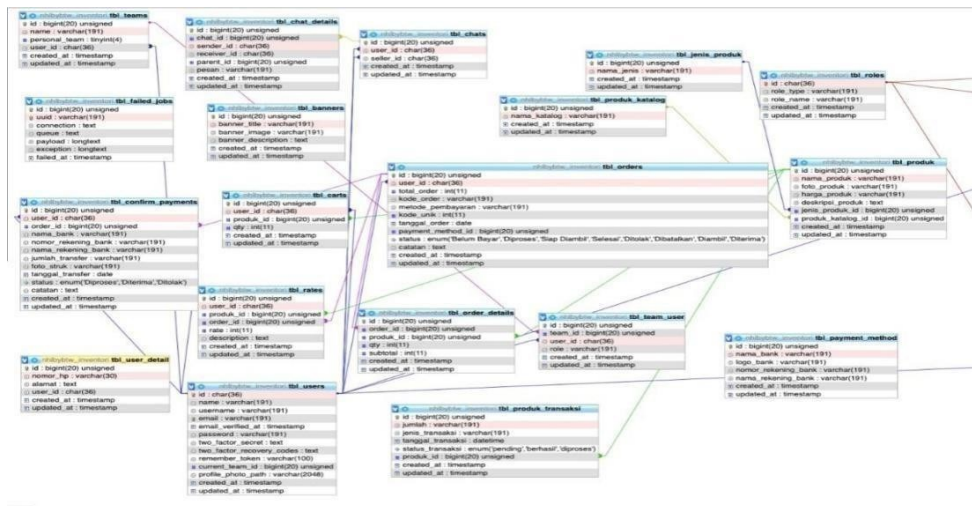 tbl_teams
id : bigint(20) unsigned
name : varchar(191)
personal_team : tinyint(4)
user_id : char(36)
created_at : timestamp
updated_at : timestamp
tbl_chat_details
id : bigint(20) unsigned
chat_id : bigint(20) unsigned
sender_id : char(36)
receiver_id : char(36)
parent_id : bigint(20) unsigned
pesan : varchar(191)
created_at : timestamp
updated_at : timestamp
tbl_chats
id : bigint(20) unsigned
user_id : char(36)
seller_id : char(36)
created_at : timestamp
updated_at : timestamp
tbl_jenis_produk
id : bigint(20) unsigned
nama_jenis : varchar(191)
created_at : timestamp
updated_at : timestamp
tbl_roles
id : char(36)
role_type : varchar(191)
role_name : varchar(191)
created_at : timestamp
updated_at : timestamp
tbl_failed_jobs
id : bigint(20) unsigned
uuid : varchar(191)
connection : text
queue : text
payload : longtext
exception : longtext
failed_at : timestamp
tbl_banners
id : bigint(20) unsigned
banner_title : varchar(191)
banner_image : varchar(191)
banner_description : text
created_at : timestamp
updated_at : timestamp
tbl_produk_katalog
id : bigint(20) unsigned
nama_katalog : varchar(191)
created_at : timestamp
updated_at : timestamp
tbl_orders
id : bigint(20) unsigned
user_id : char(36)
total_order : int(11)
kode_order : varchar(191)
metode_pembayaran : varchar(191)
kode_unik : int(11)
tanggal_order : date
payment_method_id : bigint(20) unsigned
status : enum('Belum Bayar','Diproses','Siap Diambil','Selesai','Ditolak','Dibatalkan','Diambil','Diterima')
catatan : text
created_at : timestamp
updated_at : timestamp
tbl_produk
id : bigint(20) unsigned
nama_produk : varchar(191)
foto_produk : varchar(191)
harga_produk : varchar(191)
deskripsi_produk : text
jenis_produk_id : bigint(20) unsigned
produk_katalog_id : bigint(20) unsigned
created_at : timestamp
updated_at : timestamp
tbl_confirm_payments
id : bigint(20) unsigned
user_id : char(36)
order_id : bigint(20) unsigned
nama_bank : varchar(191)
nomor_rekening_bank : varchar(191)
nama_rekening_bank : varchar(191)
jumlah_transfer : varchar(191)
foto_struk : varchar(191)
tanggal_transfer : date
status : enum('Diproses','Diterima','Ditolak')
catatan : text
created_at : timestamp
updated_at : timestamp
tbl_carts
id : bigint(20) unsigned
user_id : char(36)
produk_id : bigint(20) unsigned
qty : int(11)
created_at : timestamp
updated_at : timestamp
tbl_rates
id : bigint(20) unsigned
user_id : char(36)
produk_id : bigint(20) unsigned
order_id : bigint(20) unsigned
rate : int(11)
description : text
created_at : timestamp
updated_at : timestamp
tbl_order_details
id : bigint(20) unsigned
order_id : bigint(20) unsigned
produk_id : bigint(20) unsigned
qty : int(11)
subtotal : int(11)
created_at : timestamp
updated_at : timestamp
tbl_team_user
id : bigint(20) unsigned
team_id : bigint(20) unsigned
user_id : char(36)
role : varchar(191)
created_at : timestamp
updated_at : timestamp
tbl_payment_method
id : bigint(20) unsigned
nama_bank : varchar(191)
logo_bank : varchar(191)
nomor_rekening_bank : varchar(191)
nama_rekening_bank : varchar(191)
created_at : timestamp
updated_at : timestamp
tbl_user_detail
id : bigint(20) unsigned
nomor_hp : varchar(30)
alamat : text
user_id : char(36)
created_at : timestamp
updated_at : timestamp
tbl_users
id : char(36)
name : varchar(191)
username : varchar(191)
email : varchar(191)
email_verified_at : timestamp
password : varchar(191)
two_factor_secret : text
two_factor_recovery_codes : text
remember_token : varchar(100)
current_team_id : bigint(20) unsigned
profile_photo_path : varchar(2048)
created_at : timestamp
updated_at : timestamp
tbl_produk_transaksi
id : bigint(20) unsigned
jumlah : varchar(191)
jenis_transaksi : varchar(191)
tanggal_transaksi : datetime
status_transaksi : enum('pending','berhasil','diproses')
produk_id : bigint(20) unsigned
created_at : timestamp
updated_at : timestamp